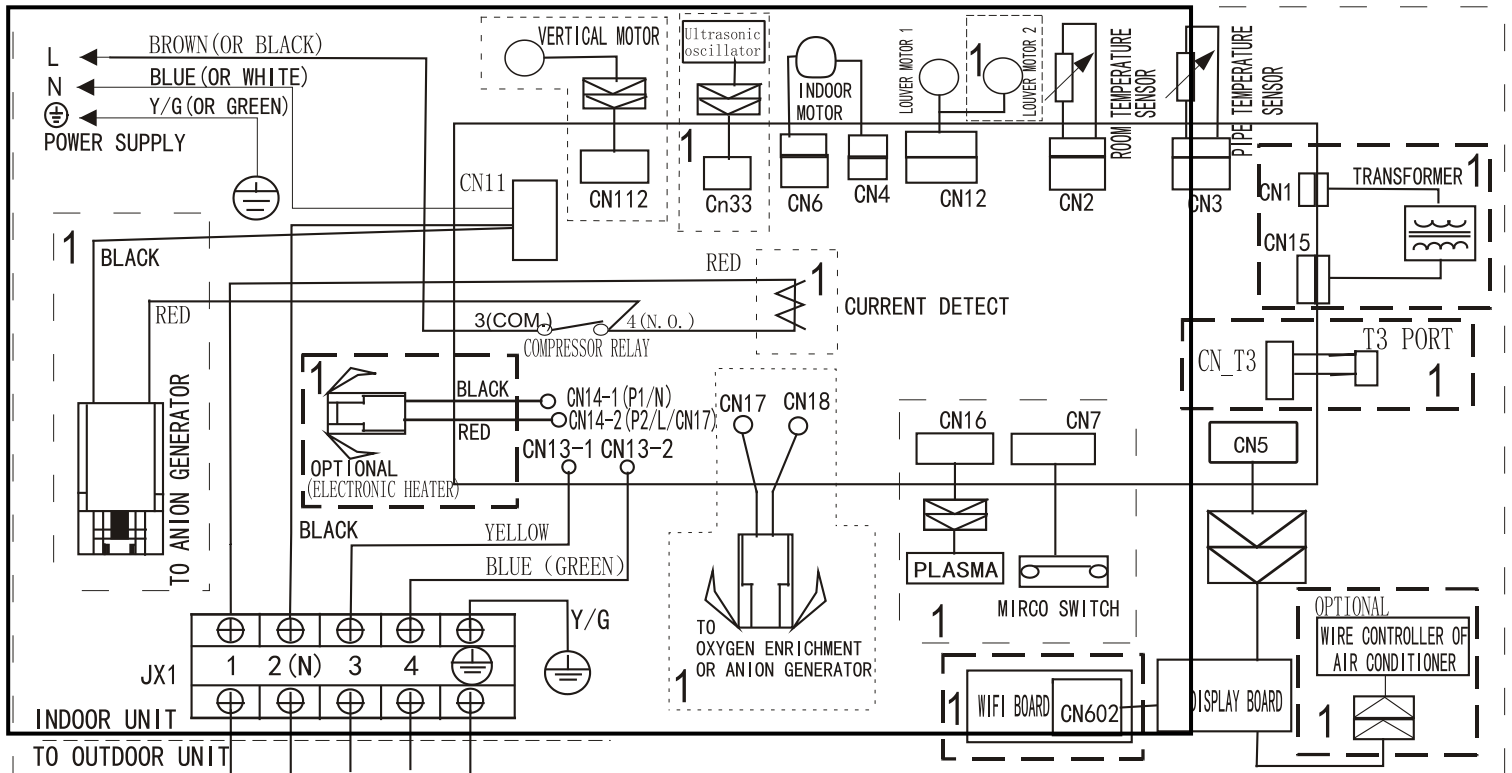 L
BROWN(OR BLACK)
N
BLUE(OR WHITE)
Y/G(OR GREEN)
POWER SUPPLY
VERTICAL MOTOR
CN112
Ultrasonic
oscillator
1
Cn33
INDOOR
MOTOR
CN6
CN4
LOUVER MOTOR 1
1
LOUVER MOTOR 2
CN12
ROOM TEMPERATURE
SENSOR
CN2
PIPE TEMPERATURE
SENSOR
CN3
CN1
TRANSFORMER
1
CN15
CN11
1
BLACK
RED
TO ANION GENERATOR
RED
1
CURRENT DETECT
3(COM.)
4(N.O.)
COMPRESSOR RELAY
CN_T3
T3 PORT
1
1
BLACK
RED
CN14-1(P1/N)
CN14-2(P2/L/CN17)
OPTIONAL
(ELECTRONIC HEATER)
CN13-1
CN13-2
CN17
CN18
CN16
CN7
CN5
BLACK
YELLOW
BLUE (GREEN)
Y/G
TO
OXYGEN ENRICHMENT
OR ANION GENERATOR
1
PLASMA
MIRCO SWITCH
1
OPTIONAL
WIRE CONTROLLER OF
AIR CONDITIONER
1
JX1
1
2(N)
3
4
1
WIFI BOARD
CN602
DISPLAY BOARD
INDOOR UNIT
TO OUTDOOR UNIT